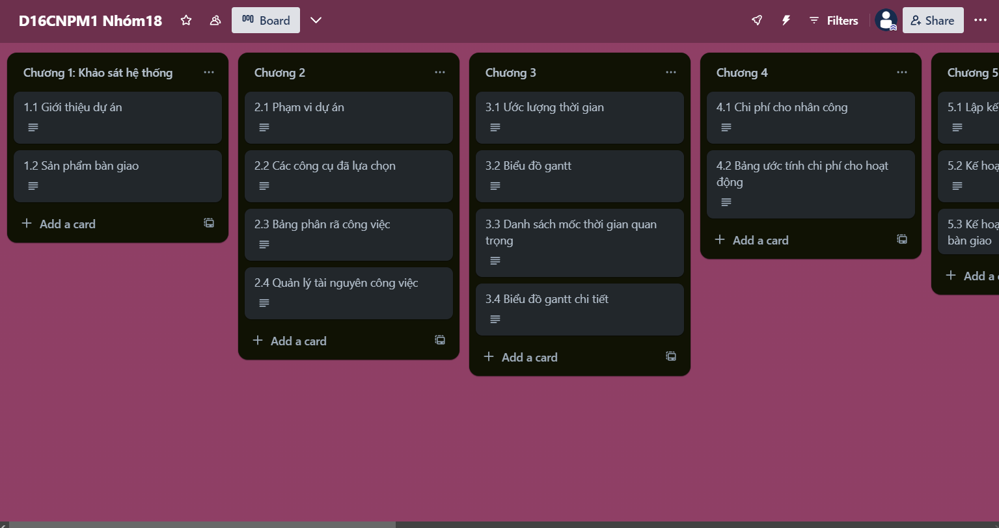 D16CNPM1 Nhóm18
Board
Filters
Share
Chương 1: Khảo sát hệ thống
1.1 Giới thiệu dự án
1.2 Sản phẩm bàn giao
Add a card
Chương 2
2.1 Phạm vi dự án
2.2 Các công cụ đã lựa chọn
2.3 Bảng phân rã công việc
2.4 Quản lý tài nguyên công việc
Add a card
Chương 3
3.1 Ước lượng thời gian
3.2 Biểu đồ gantt
3.3 Danh sách mốc thời gian quan
trọng
3.4 Biểu đồ gantt chi tiết
Add a card
Chương 4
4.1 Chi phí cho nhân công
4.2 Bảng ước tính chi phí cho hoạt
động
Add a card
Chương 5
5.1 Lập kế
5.2 Kế
5.3 Kế
bàn giao
Add a